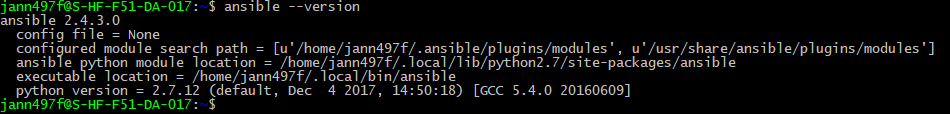 jann497f@S-HF-F51-DA-017:~$ ansible --version
ansible 2.4.3.0
  config file = None
  configured module search path = [u'/home/jann497f/.ansible/plugins/modules', u'/usr/share/ansible/plugins/modules']
  ansible python module location = /home/jann497f/.local/lib/python2.7/site-packages/ansible
  executable location = /home/jann497f/.local/bin/ansible
  python version = 2.7.12 (default, Dec  4 2017, 14:50:18) [GCC 5.4.0 20160609]
jann497f@S-HF-F51-DA-017:~$